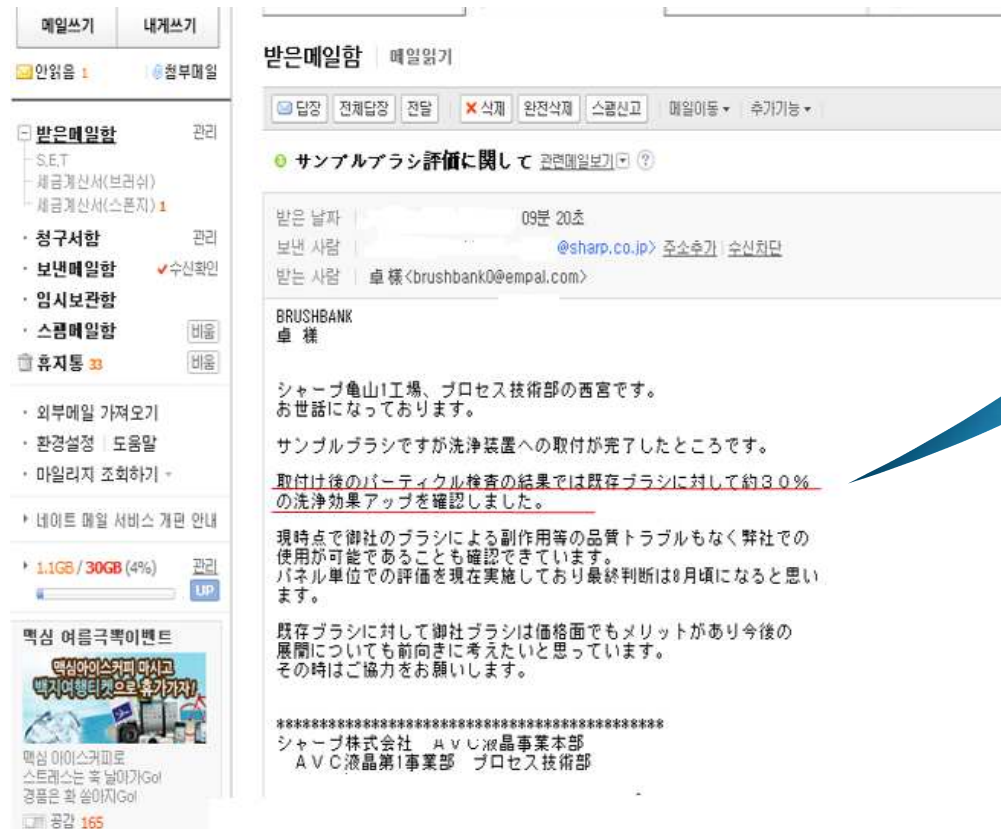 메일쓰기 내게쓰기
안읽음 1 첨부메일
받은메일함 관리
S.E.T
세금계산서(브러쉬)
세금계산서(스폰지) 1
청구서함 관리
보낸메일함 수신확인
임시보관함
스팸메일함 비움
휴지통 33 비움
외부메일 가져오기
환경설정 도움말
마일리지 조회하기
네이트 메일 서비스 개편 안내
1.1GB / 30GB (4%) 관리
UP
맥심 여름극뽁이벤트
맥심아이스커피 마시고
백지여행티켓으로 휴가가자!
맥심 아이스커피로
스트레스는 훅 날아가Go!
경품은 확 쏟아지Go!
공감 165
받은메일함 메일읽기
답장 전체답장 전달 삭제 완전삭제 스팸신고 메일이동 추가기능
サンプルブラシ評価に関して 관련메일보기 ?
받은 날짜 09분 20초
보낸 사람 @sharp.co.jp> 주소추가 수신차단
받는 사람 卓様<brushbank0@empal.com>
BRUSHBANK
卓 様
シャープ亀山1工場、プロセス技術部の西宮です。
お世話になっております。
サンプルブラシですが洗浄装置への取付が完了したところです。
取付け後のパーティクル検査の結果では既存ブラシに対して約30%
の洗浄効果アップを確認しました。
現時点で御社のブラシによる副作用等の品質トラブルもなく弊社での
使用が可能であることも確認できています。
パネル単位での評価を現在実施しており最終判断は8月頃になると思い
ます。
既存ブラシに対して御社ブラシは価格面でもメリットがあり今後の
展開についても前向きに考えたいと思っています。
その時はご協力をお願いします。
*********************************************
シャープ株式会社 AVC液晶事業本部
AVC液晶第1事業部 プロセス技術部